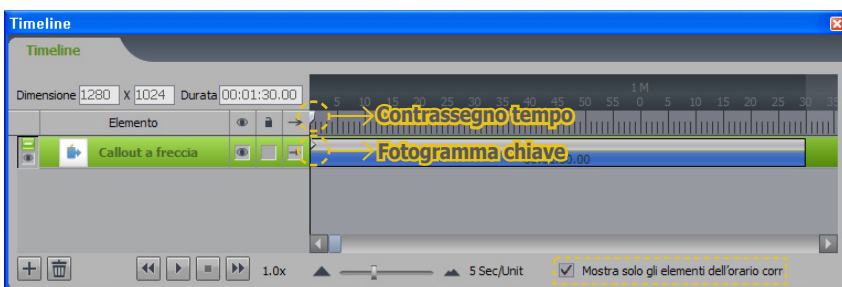 Timeline
Timeline
Dimensione 1280 X 1024 Durata 00:01:30.00
1 M
5 10 15 20 25 30 35 40 45 50 55 0 5 10 15 20 25 30 35
Contrassegno tempo
Elemento
Callout a freccia
Fotogramma chiave
1.0x
5 Sec/Unit
Mostra solo gli elementi dell'orario corr